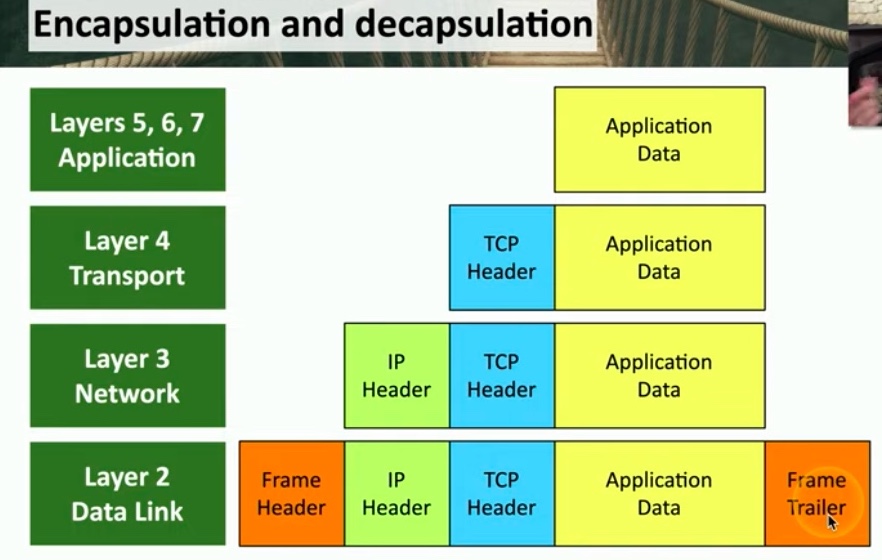 Encapsulation and decapsulation
Layers 5, 6, 7
Application
Application
Data
Layer 4
Transport
TCP
Header
Application
Data
Layer 3
Network
IP
Header
TCP
Header
Application
Data
Layer 2
Data Link
Frame
Header
IP
Header
TCP
Header
Application
Data
Frame
Trailer